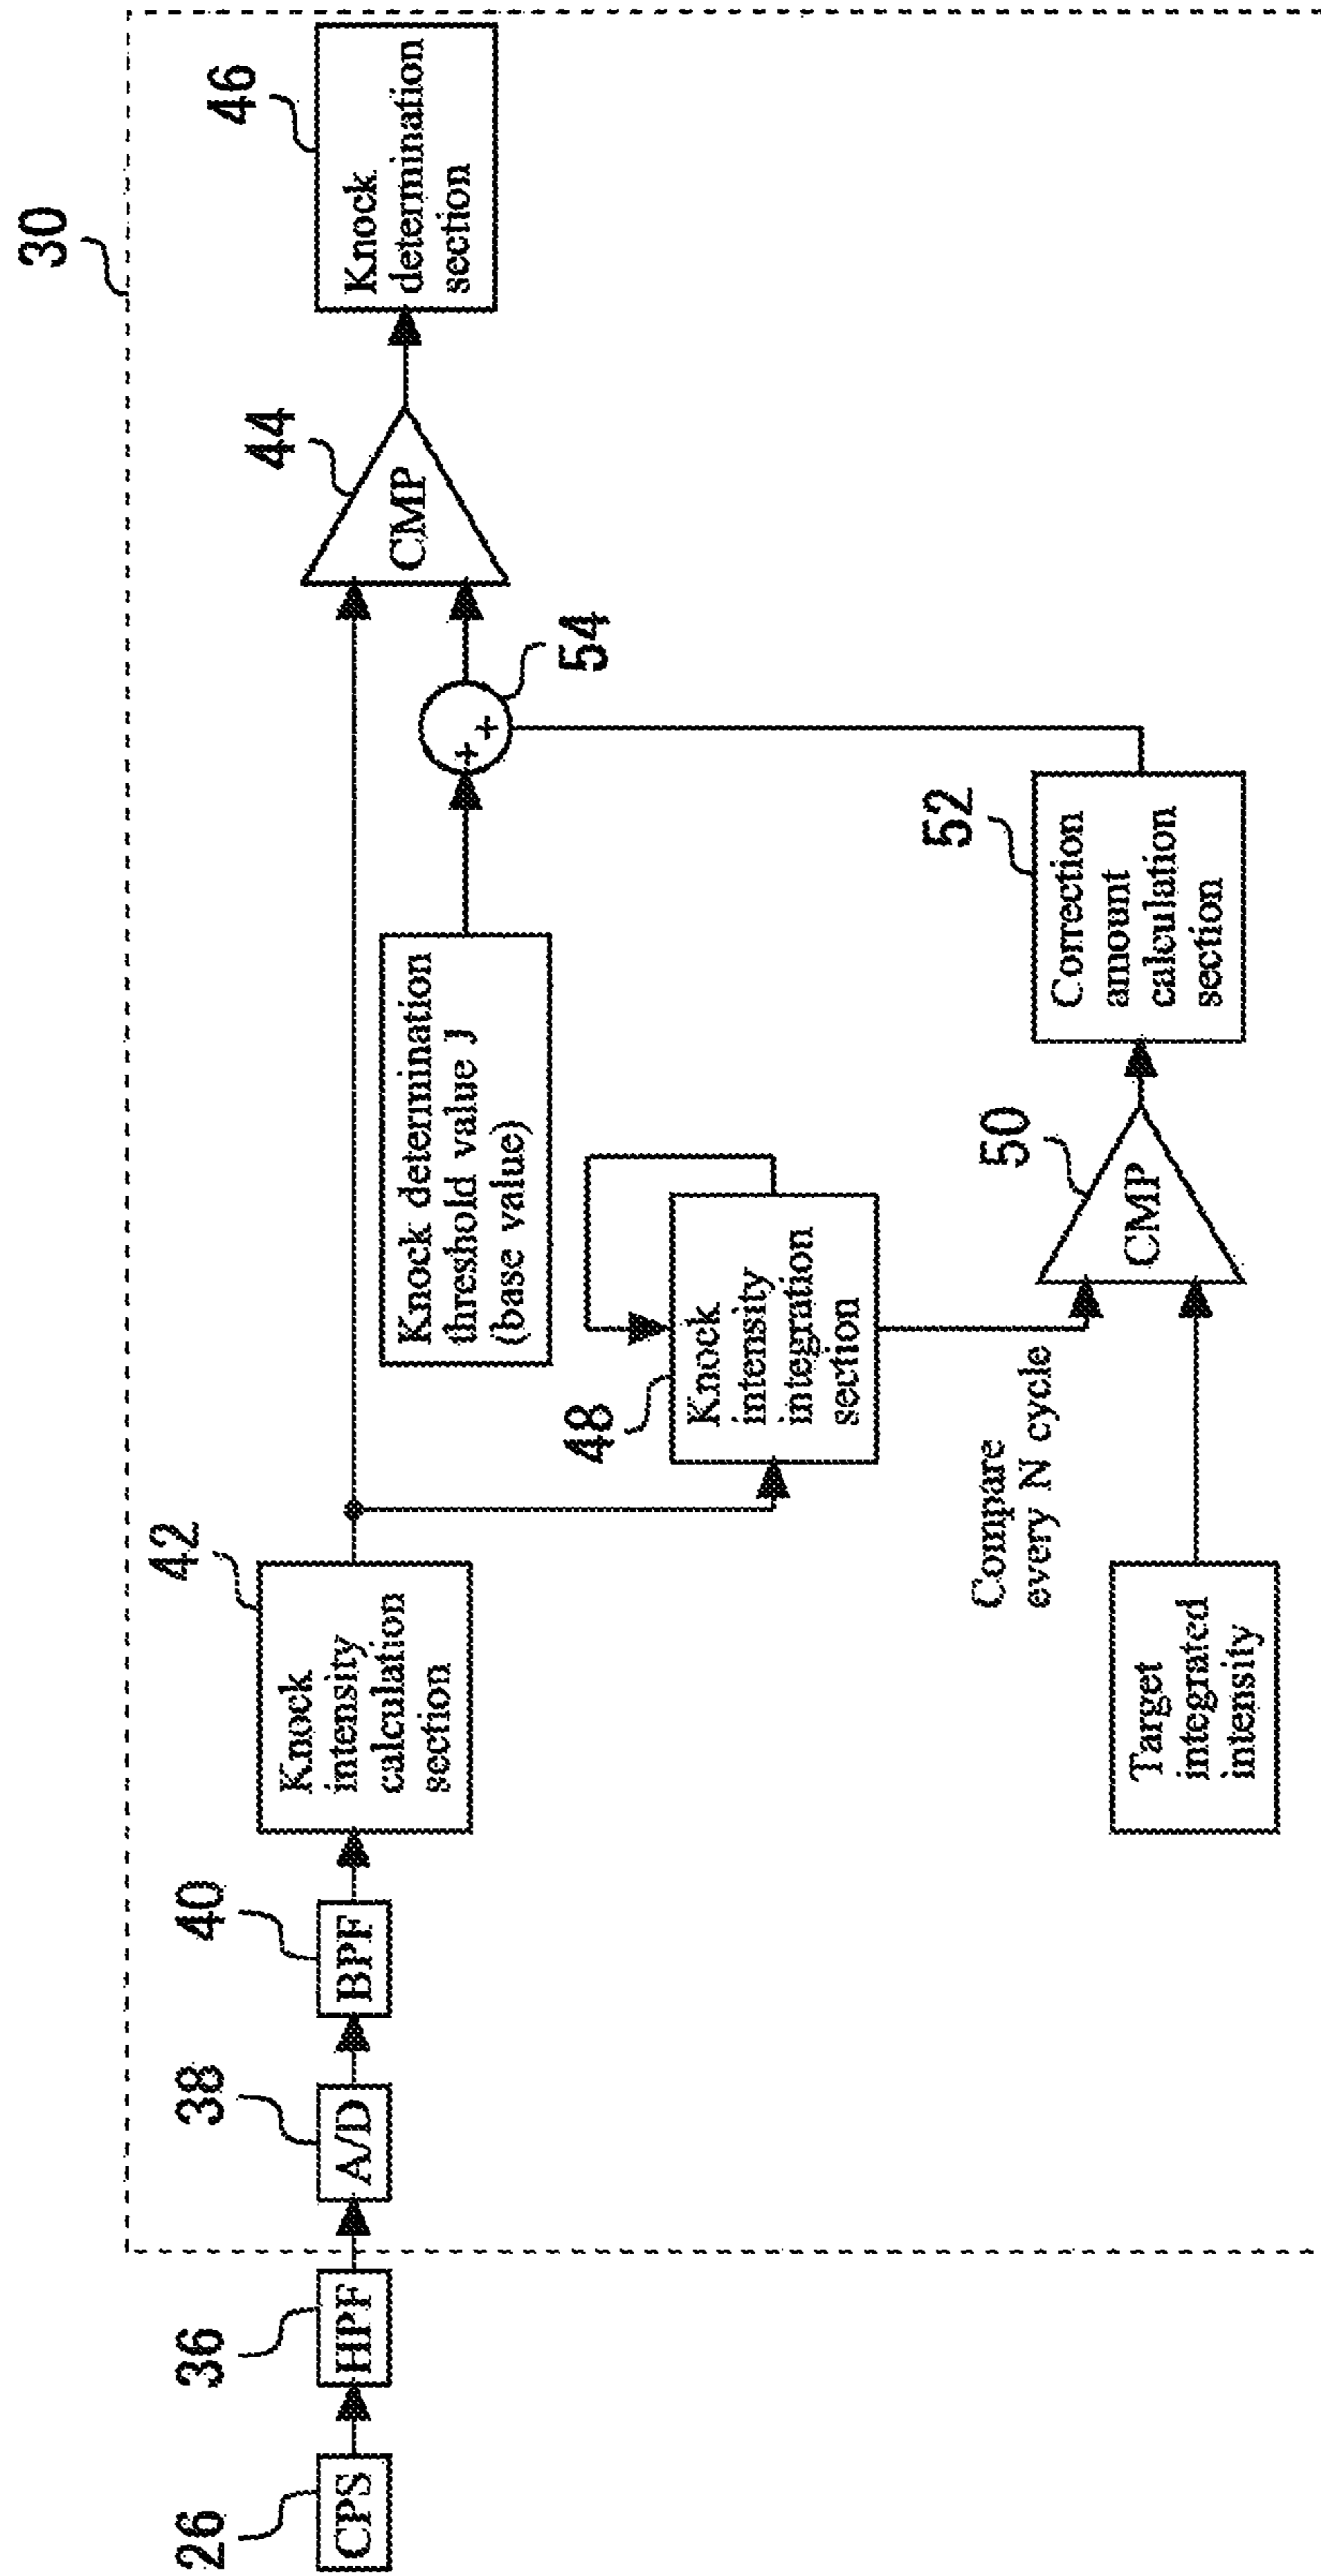 30
26
CPS
36
HPF
38
A/D
40
BPF
42
Knock
intensity
calculation
section
44
CMP
46
Knock
determination
section
Knock determination
threshold value J
(base value)
+
+
54
48
Knock
intensity
integration
section
Compare
every N cycle
50
CMP
52
Correction
amount
calculation
section
Target
integrated
intensity